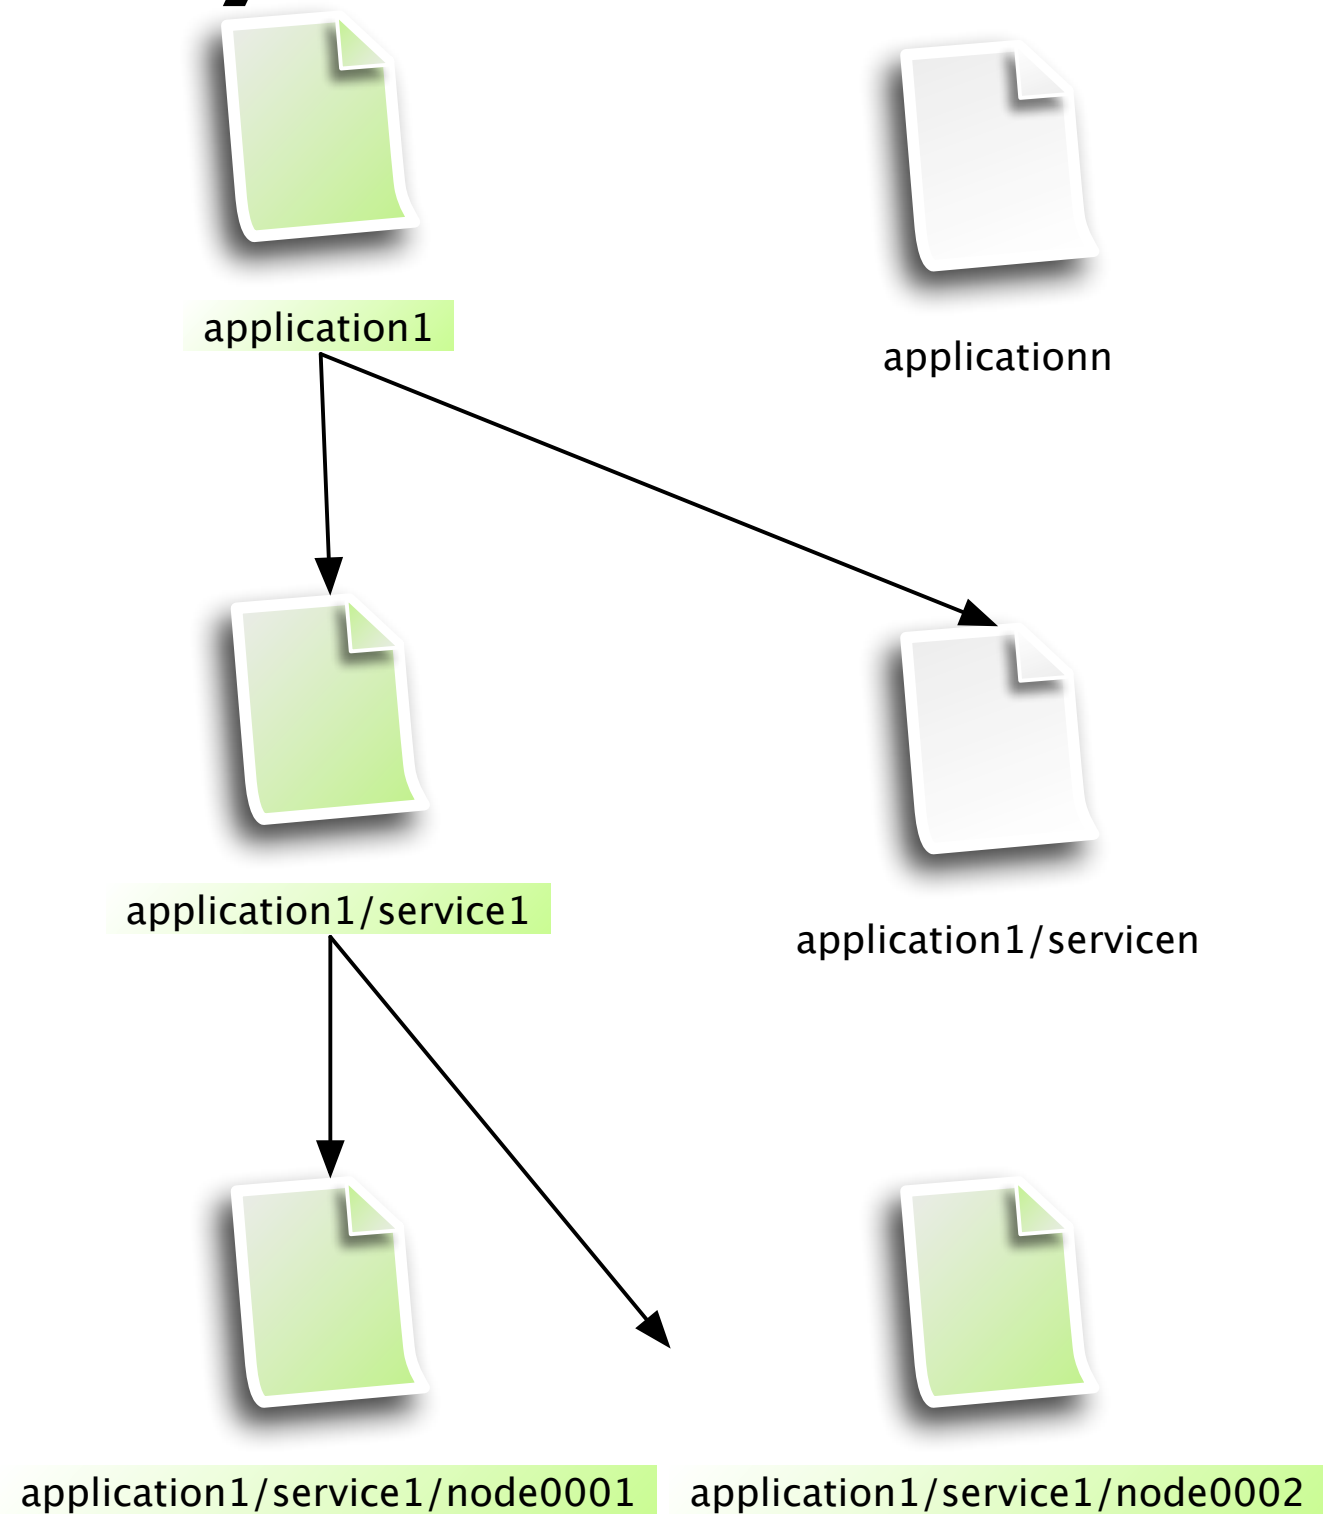 application1
applicationn
application1/service1
application1/servicen
application1/service1/node0001
application1/service1/node0002